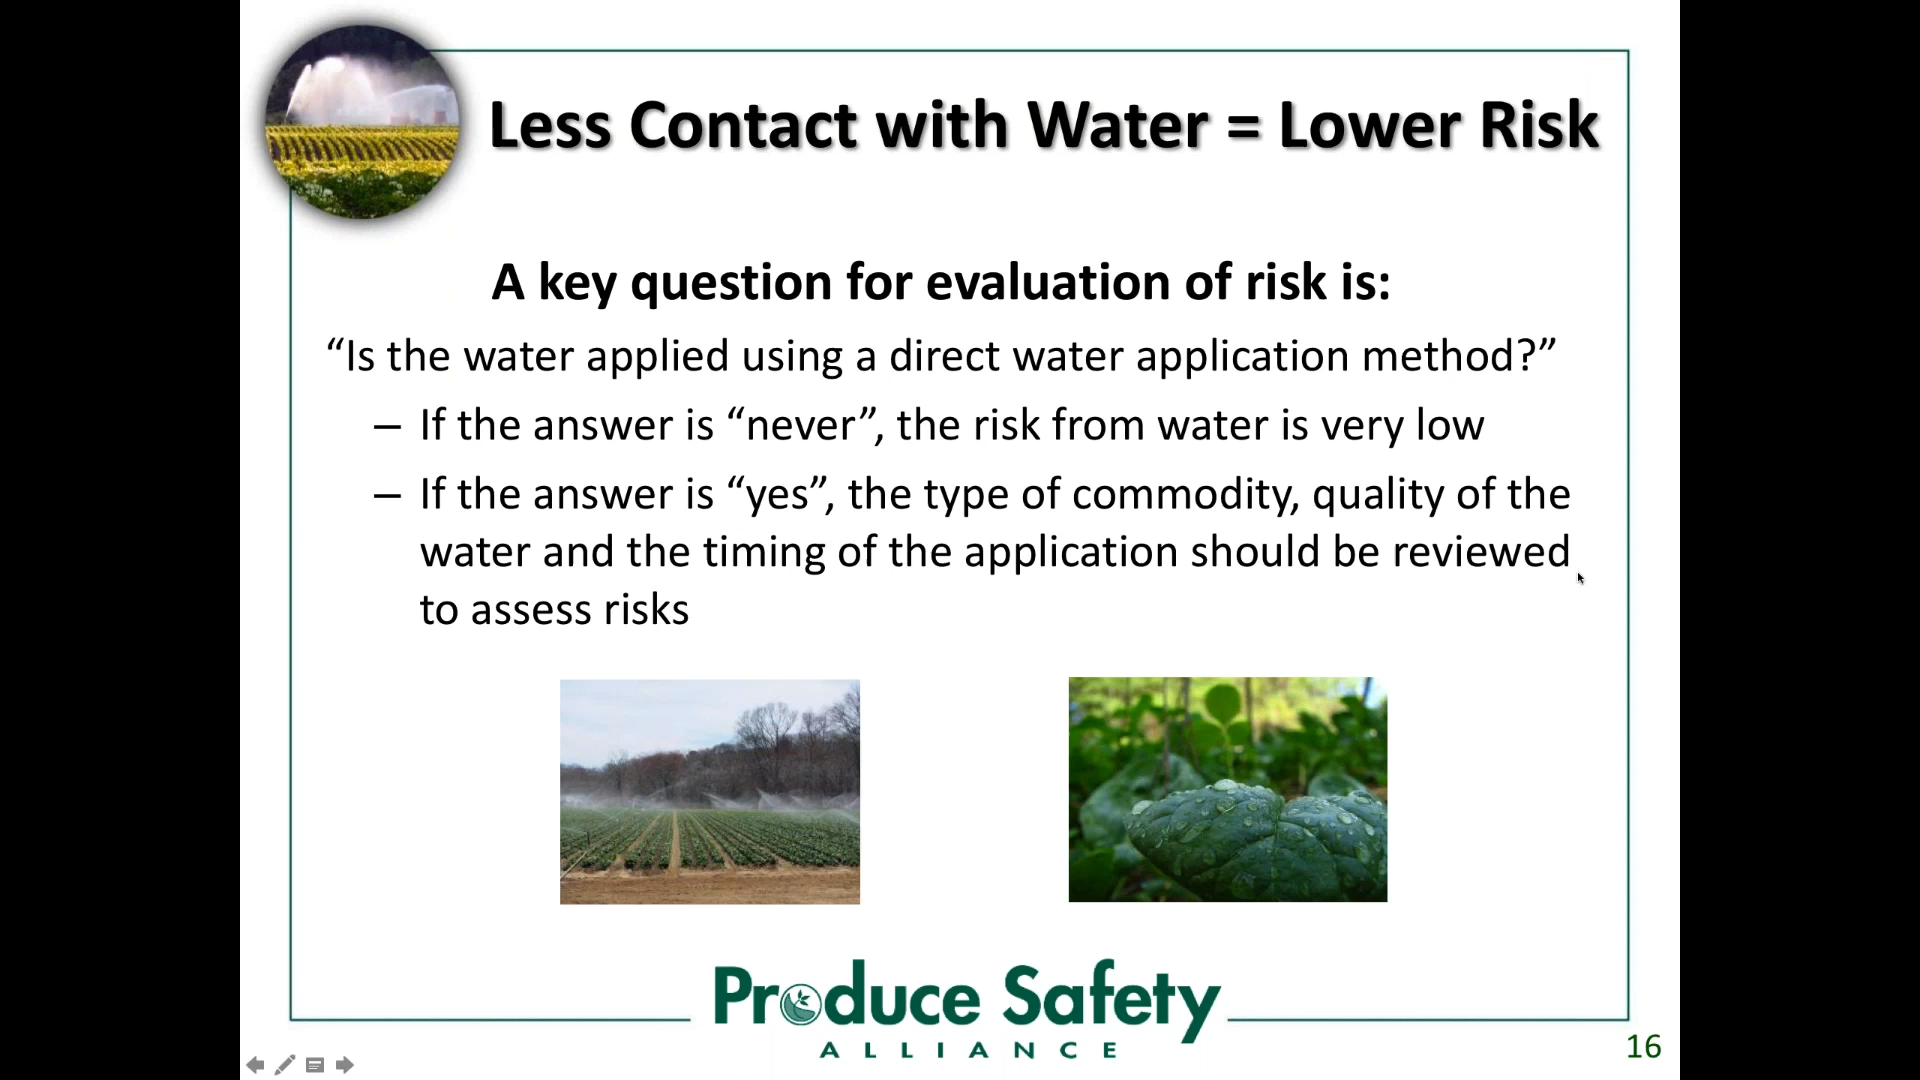 Less Contact with Water = Lower Risk
A key question for evaluation of risk is:
“Is the water applied using a direct water application method?”
– If the answer is “never”, the risk from water is very low
– If the answer is “yes”, the type of commodity, quality of the
water and the timing of the application should be reviewed
to assess risks
Produce Safety
ALLIANCE
16